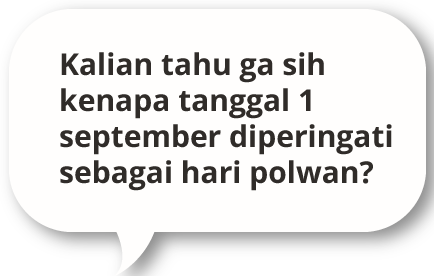 Kalian tahu ga sih
kenapa tanggal 1
september diperingati
sebagai hari polwan?